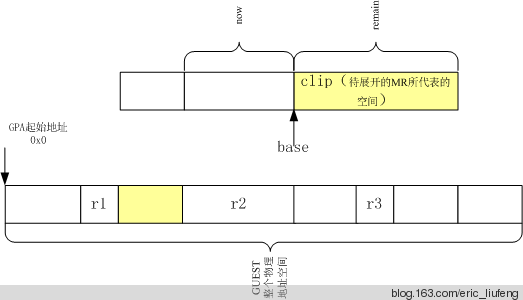 now
remain
clip（待展开的MR所代表的
空间）
GPA起始地址
0x0
base
r1
r2
r3
GUEST
整个物理
地址空间
blog.163.com/eric_liufeng